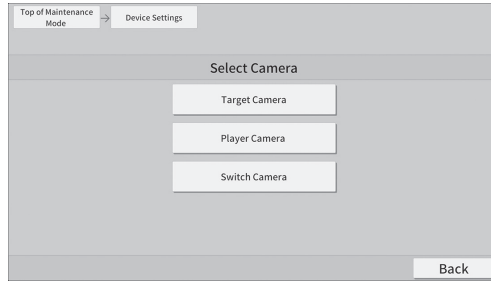 Top of Maintenance
Mode
→
Device Settings
Select Camera
Target Camera
Player Camera
Switch Camera
Back